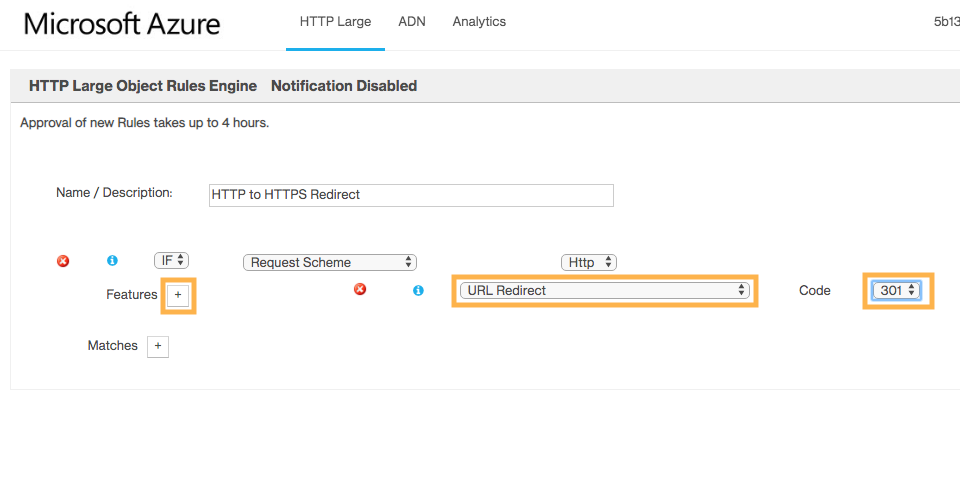 Microsoft Azure HTTP Large ADN Analytics 5b13
HTTP Large Object Rules Engine Notification Disabled
Approval of new Rules takes up to 4 hours.
Name / Description: HTTP to HTTPS Redirect
IF Request Scheme Http
Features + URL Redirect Code 301
Matches +